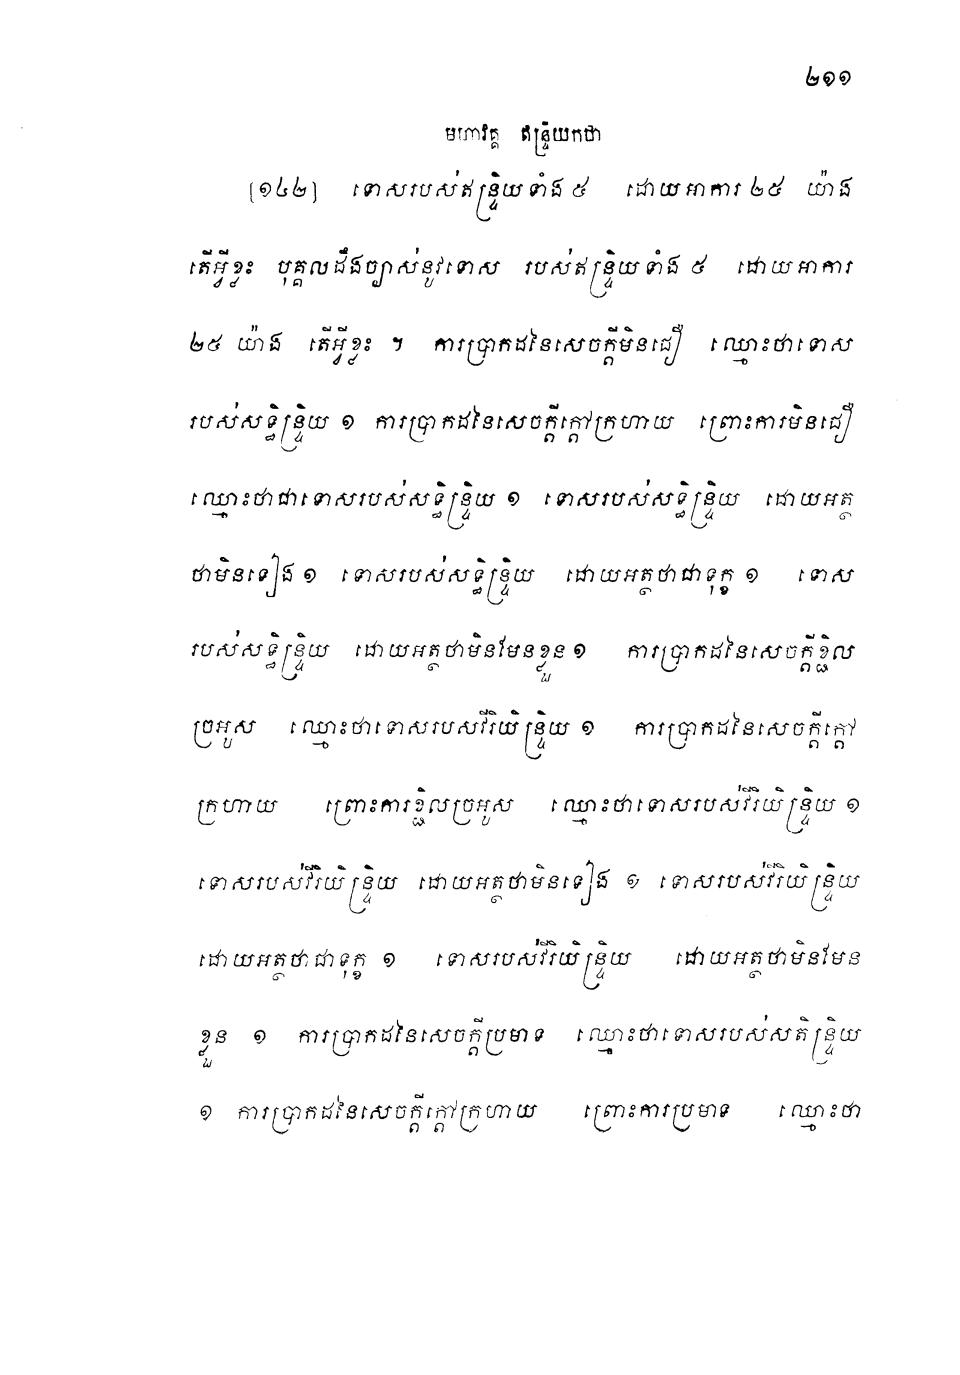 ២១១
មហាវគ្គ ឥន្ទ្រិយកថា
[១៤២] ទោសរបស់ឥន្ទ្រិយទាំង ៥ ដោយអាការ ២៥ យ៉ាង
តើអ្វីខ្លះ បុគ្គលដឹងច្បាស់នូវទោស របស់ឥន្ទ្រិយទាំង ៥ ដោយអាការ
២៥ យ៉ាង តើអ្វីខ្លះ ។ ការប្រាកដនៃសេចក្តីមិនជឿ ឈ្មោះថាទោស
របស់សទ្ធិន្ទ្រិយ ១ ការប្រាកដនៃសេចក្តីក្តៅក្រហាយ ព្រោះការមិនជឿ
ឈ្មោះថាជាទោសរបស់សទ្ធិន្ទ្រិយ ១ ទោសរបស់សទ្ធិន្ទ្រិយ ដោយអត្ថ
ថាមិនទៀង ១ ទោសរបស់សទ្ធិន្ទ្រិយ ដោយអត្ថថាជាទុក្ខ ១ ទោស
របស់សទ្ធិន្ទ្រិយ ដោយអត្ថថាមិនមែនខ្លួន ១ ការប្រាកដនៃសេចក្តីខ្ជិល
ច្រអូស ឈ្មោះថាទោសរបស់វីរិយិន្ទ្រិយ ១ ការប្រាកដនៃសេចក្តីក្តៅ
ក្រហាយ ព្រោះការខ្ជិលច្រអូស ឈ្មោះថាទោសរបស់វីរិយិន្ទ្រិយ ១
ទោសរបស់វីរិយិន្ទ្រិយ ដោយអត្ថថាមិនទៀង ១ ទោសរបស់វីរិយិន្ទ្រិយ
ដោយអត្ថថាជាទុក្ខ ១ ទោសរបស់វីរិយិន្ទ្រិយ ដោយអត្ថថាមិនមែន
ខ្លួន ១ ការប្រាកដនៃសេចក្តីប្រមាទ ឈ្មោះថាទោសរបស់សតិន្ទ្រិយ
១ ការប្រាកដនៃសេចក្តីក្តៅក្រហាយ ព្រោះការប្រមាទ ឈ្មោះថា